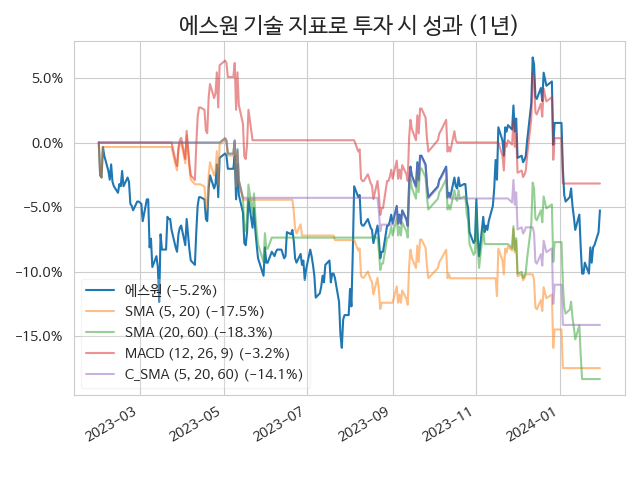 에스원 기술 지표로 투자 시 성과 (1년)
5.0%
0.0%
−5.0%
−10.0%
−15.0%
에스원 (−5.2%)
SMA (5, 20) (−17.5%)
SMA (20, 60) (−18.3%)
MACD (12, 26, 9) (−3.2%)
C_SMA (5, 20, 60) (−14.1%)
2023−03
2023−05
2023−07
2023−09
2023−11
2024−01